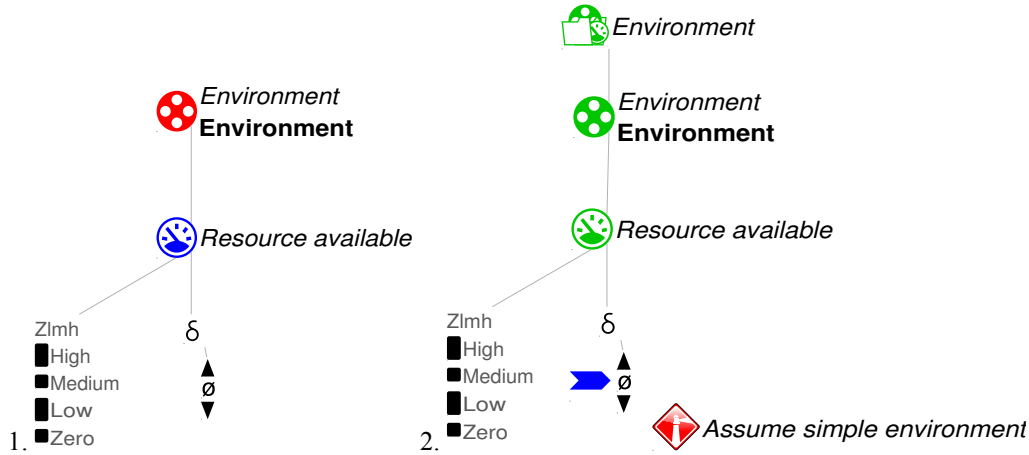 Environment
Environment
Resource available
Zlmh
δ
High
Medium
ø
Low
1.
Zero
Environment
Environment
Environment
Resource available
Zlmh
δ
High
Medium
ø
Low
2.
Zero
Assume simple environment